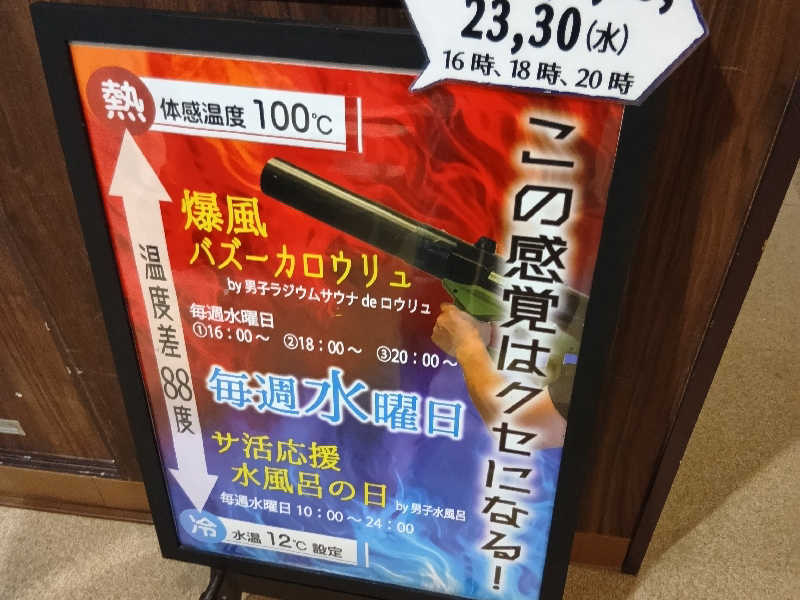 23,30(水)
16時、18時、20時
この感覚はクセになる!
熱 体感温度 100℃
爆風
バズーカロウリュ
by 男子ラジウムサウナ de ロウリュ
毎週水曜日
①16:00～ ②18:00～ ③20:00～
温度差88度
毎週水曜日
サ活応援
水風呂の日
by 男子水風呂
毎週水曜日 10:00～24:00
冷 水温 12℃ 設定